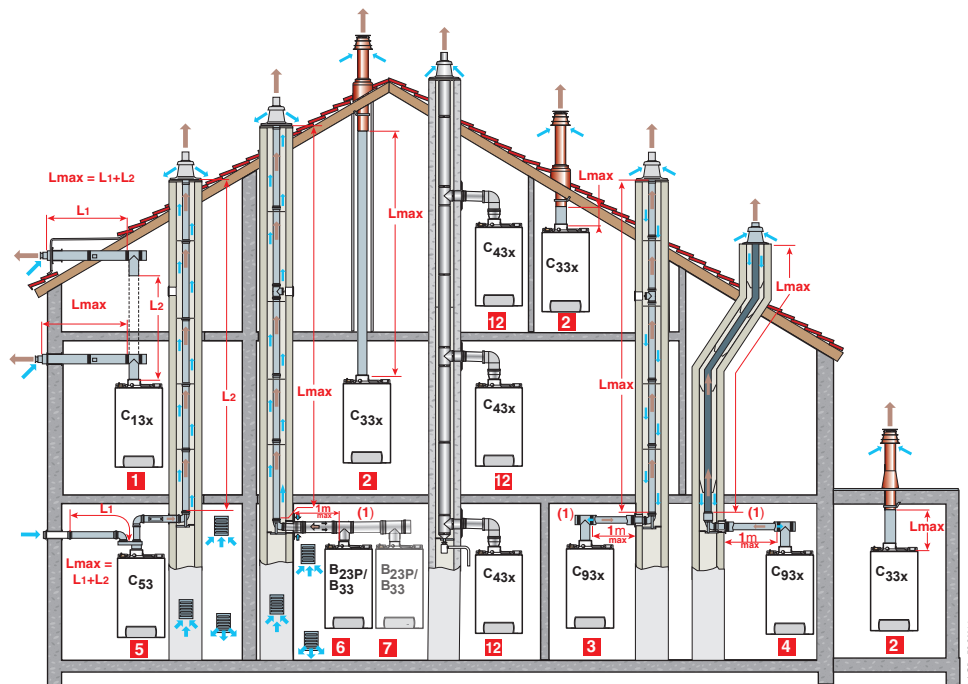 Lmax = L1+L2
L1
Lmax
L2
C13x
1
L2
Lmax
Lmax
C33x
2
C43x
12
C33x
2
Lmax
C43x
12
Lmax
Lmax
L1
Lmax =
L1+L2
C53
5
1m
max
(1)
B23P/
B33
6
B23P/
B33
7
C43x
12
(1)
1m
max
C93x
3
(1)
1m
max
C93x
4
Lmax
C33x
2